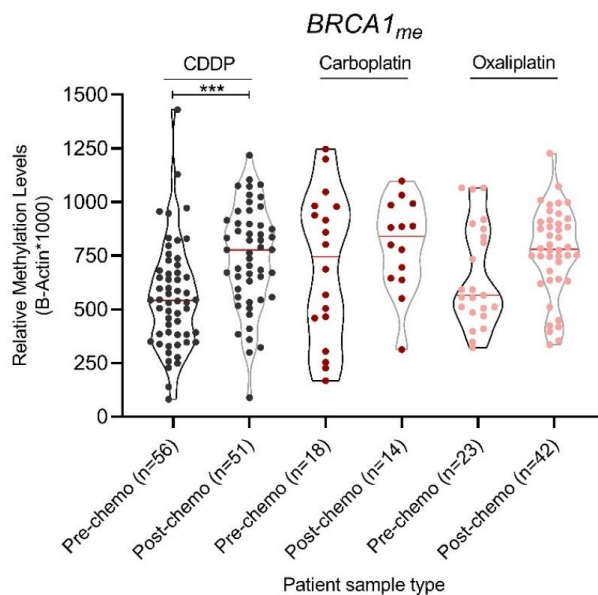 BRCA1me
CDDP
Carboplatin
Oxaliplatin
***
Relative Methylation Levels
(B-Actin*1000)
1500
1250
1000
750
500
250
0
Pre-chemo (n=56)
Post-chemo (n=51)
Pre-chemo (n=18)
Post-chemo (n=14)
Pre-chemo (n=23)
Post-chemo (n=42)
Patient sample type